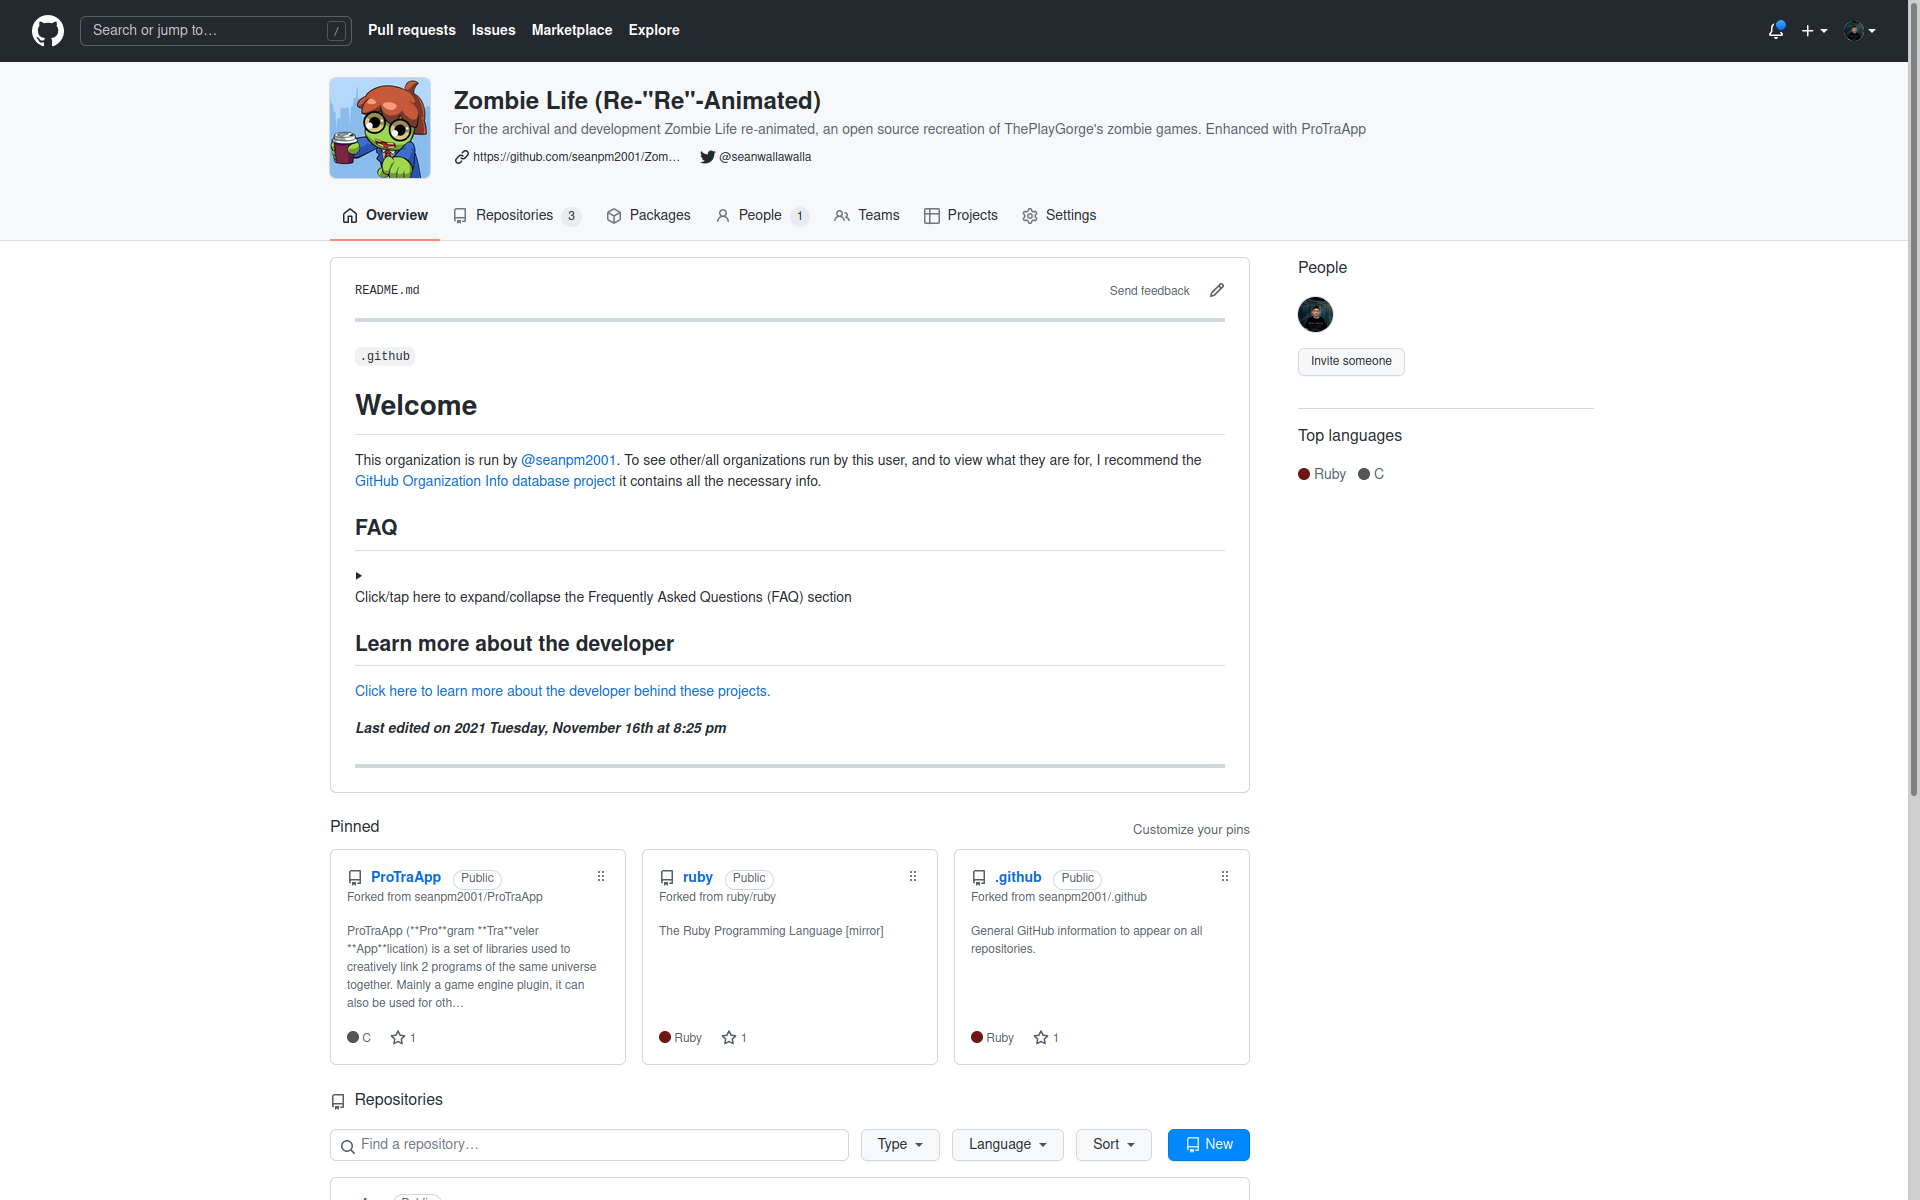 Search or jump to… /
Pull requests
Issues
Marketplace
Explore
Zombie Life (Re-"Re"-Animated)
For the archival and development Zombie Life re-animated, an open source recreation of ThePlayGorge's zombie games. Enhanced with ProTraApp
https://github.com/seanpm2001/Zom…
@seanwallawalla
Overview
Repositories 3
Packages
People 1
Teams
Projects
Settings
README.md
Send feedback
.github
Welcome
This organization is run by @seanpm2001. To see other/all organizations run by this user, and to view what they are for, I recommend the
GitHub Organization Info database project it contains all the necessary info.
FAQ
Click/tap here to expand/collapse the Frequently Asked Questions (FAQ) section
Learn more about the developer
Click here to learn more about the developer behind these projects.
Last edited on 2021 Tuesday, November 16th at 8:25 pm
People
Invite someone
Top languages
Ruby
C
Pinned
Customize your pins
ProTraApp Public
Forked from seanpm2001/ProTraApp
ProTraApp (**Pro**gram **Tra**veler
**App**lication) is a set of libraries used to
creatively link 2 programs of the same universe
together. Mainly a game engine plugin, it can
also be used for oth…
C 1
ruby Public
Forked from ruby/ruby
The Ruby Programming Language [mirror]
Ruby 1
.github Public
Forked from seanpm2001/.github
General GitHub information to appear on all
repositories.
Ruby 1
Repositories
Find a repository…
Type
Language
Sort
New